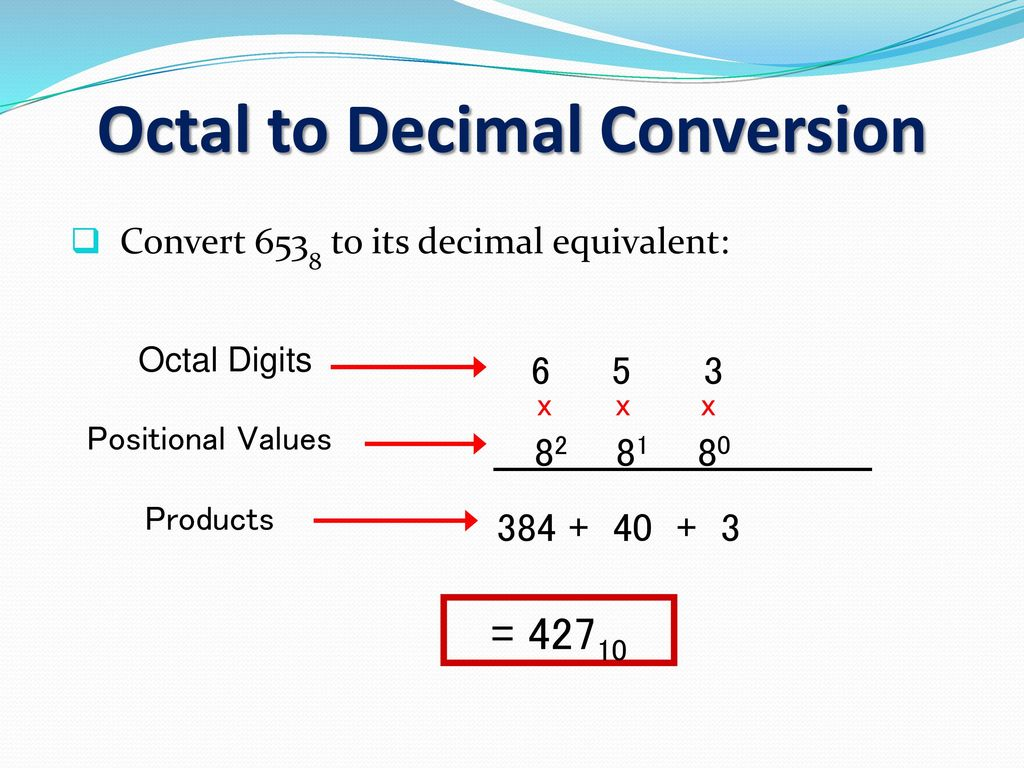 Octal to Decimal Conversion
Convert 653₈ to its decimal equivalent:
Octal Digits 6 5 3
x x x
Positional Values 8² 8¹ 8⁰
Products 384 + 40 + 3
= 427₁₀